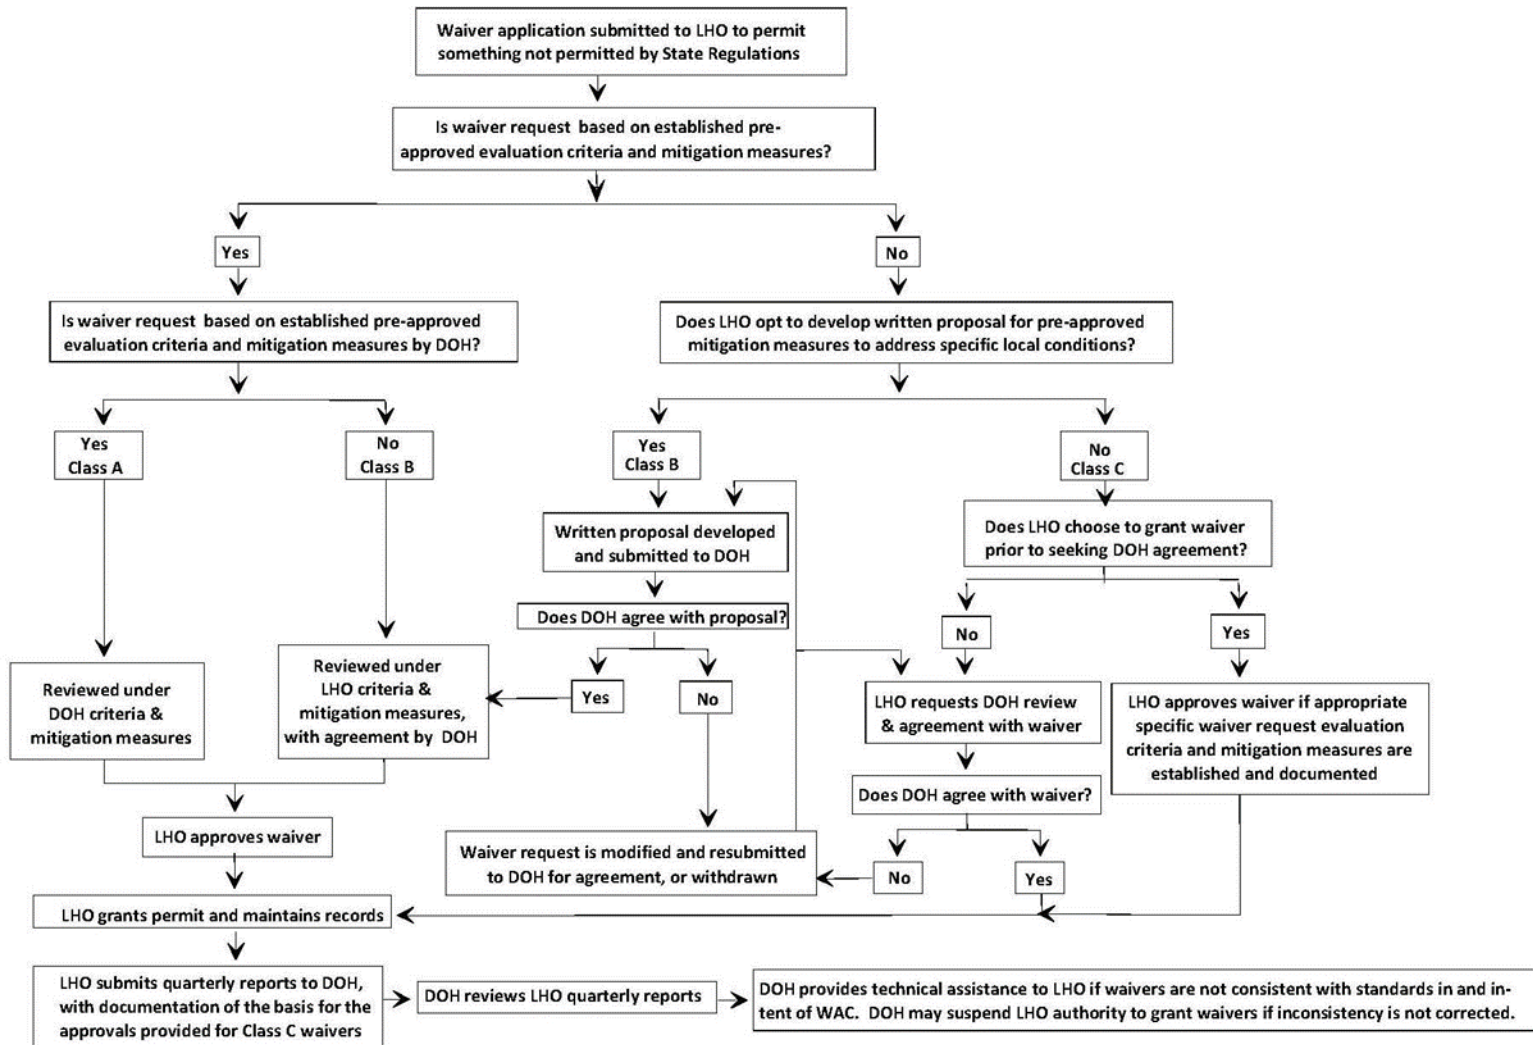 Waiver application submitted to LHO to permit
something not permitted by State Regulations
Is waiver request based on established pre-
approved evaluation criteria and mitigation measures?
Yes
No
Is waiver request based on established pre-approved
evaluation criteria and mitigation measures by DOH?
Does LHO opt to develop written proposal for pre-approved
mitigation measures to address specific local conditions?
Yes
Class A
No
Class B
Yes
Class B
No
Class C
Written proposal developed
and submitted to DOH
Does LHO choose to grant waiver
prior to seeking DOH agreement?
Does DOH agree with proposal?
No
Yes
Reviewed under
DOH criteria &
mitigation measures
Reviewed under
LHO criteria &
mitigation measures,
with agreement by DOH
Yes
No
LHO requests DOH review
& agreement with waiver
LHO approves waiver if appropriate
specific waiver request evaluation
criteria and mitigation measures are
established and documented
Does DOH agree with waiver?
LHO approves waiver
Waiver request is modified and resubmitted
to DOH for agreement, or withdrawn
No
Yes
LHO grants permit and maintains records
LHO submits quarterly reports to DOH,
with documentation of the basis for the
approvals provided for Class C waivers
DOH reviews LHO quarterly reports
DOH provides technical assistance to LHO if waivers are not consistent with standards in and in-
tent of WAC. DOH may suspend LHO authority to grant waivers if inconsistency is not corrected.